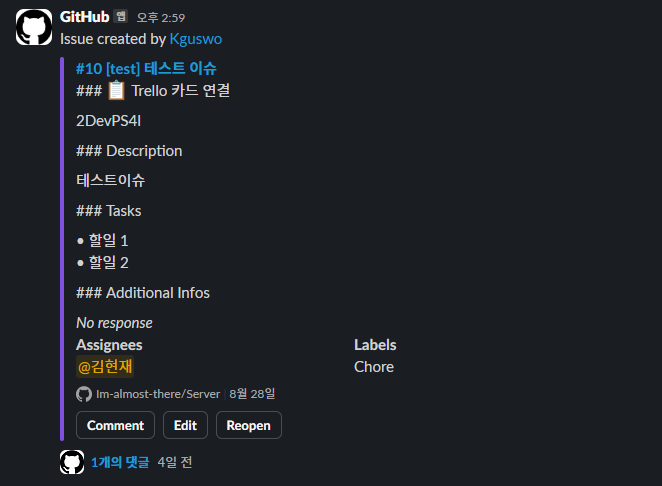 GitHub 앱 오후 2:59
Issue created by Kguswo
#10 [test] 테스트 이슈
### 📋 Trello 카드 연결
2DevPS4I
### Description
테스트이슈
### Tasks
• 할일 1
• 할일 2
### Additional Infos
No response
Assignees Labels
@김현재 Chore
Im-almost-there/Server | 8월 28일
Comment Edit Reopen
1개의 댓글 4일 전